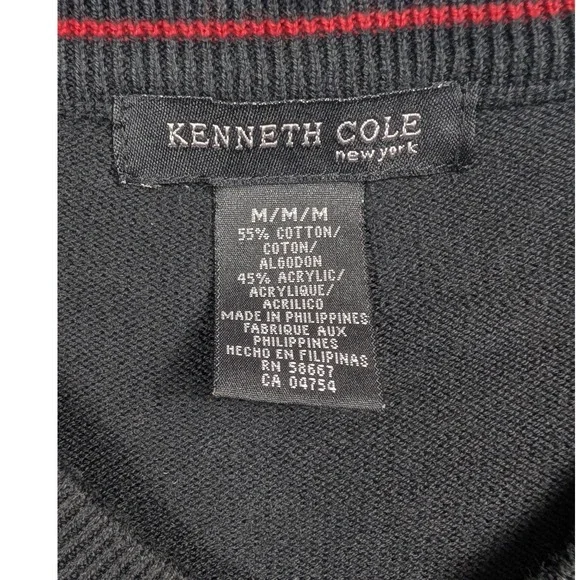 KENNETH COLE
new york
M/M/M
55% COTTON/
COTON/
ALGODON
45% ACRYLIC/
ACRYLIQUE/
ACRILICO
MADE IN PHILIPPINES
FABRIQUE AUX
PHILIPPINES
HECHO EN FILIPINAS
RN 58667
CA 04754